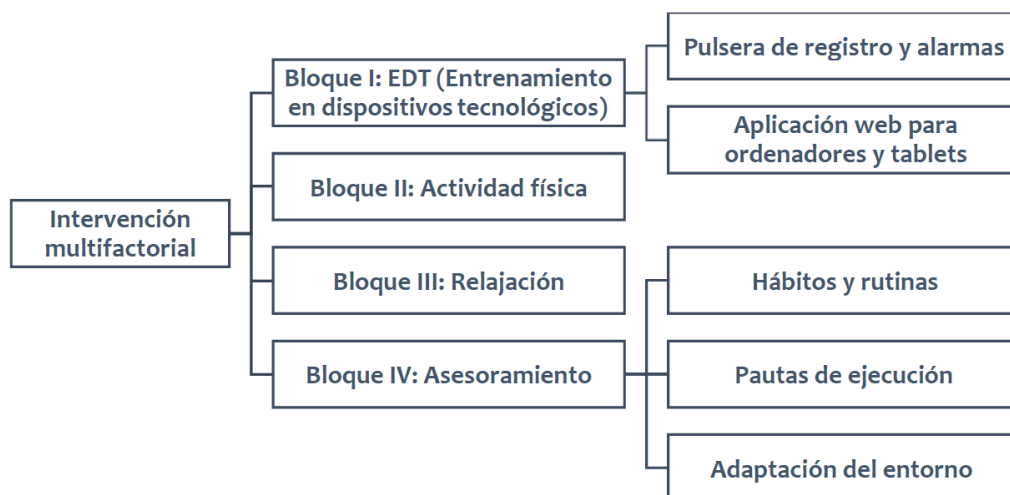 Intervención
multifactorial
Bloque I: EDT (Entrenamiento
en dispositivos tecnológicos)
Pulsera de registro y alarmas
Aplicación web para
ordenadores y tablets
Bloque II: Actividad física
Bloque III: Relajación
Bloque IV: Asesoramiento
Hábitos y rutinas
Pautas de ejecución
Adaptación del entorno